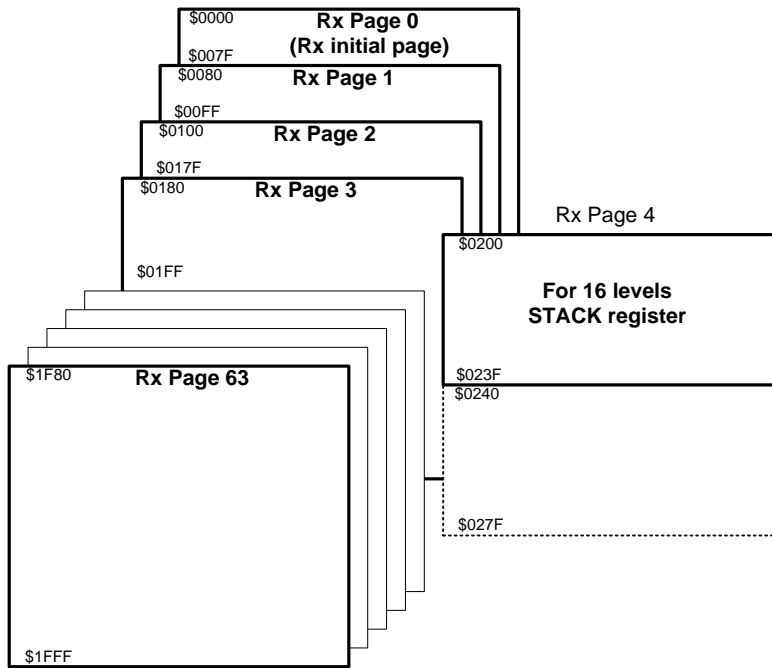 $0000
Rx Page 0
(Rx initial page)
$007F
$0080
Rx Page 1
$00FF
$0100
Rx Page 2
$017F
$0180
Rx Page 3
$01FF
Rx Page 4
$0200
For 16 levels
STACK register
$023F
$0240
$027F
$1F80
Rx Page 63
$1FFF